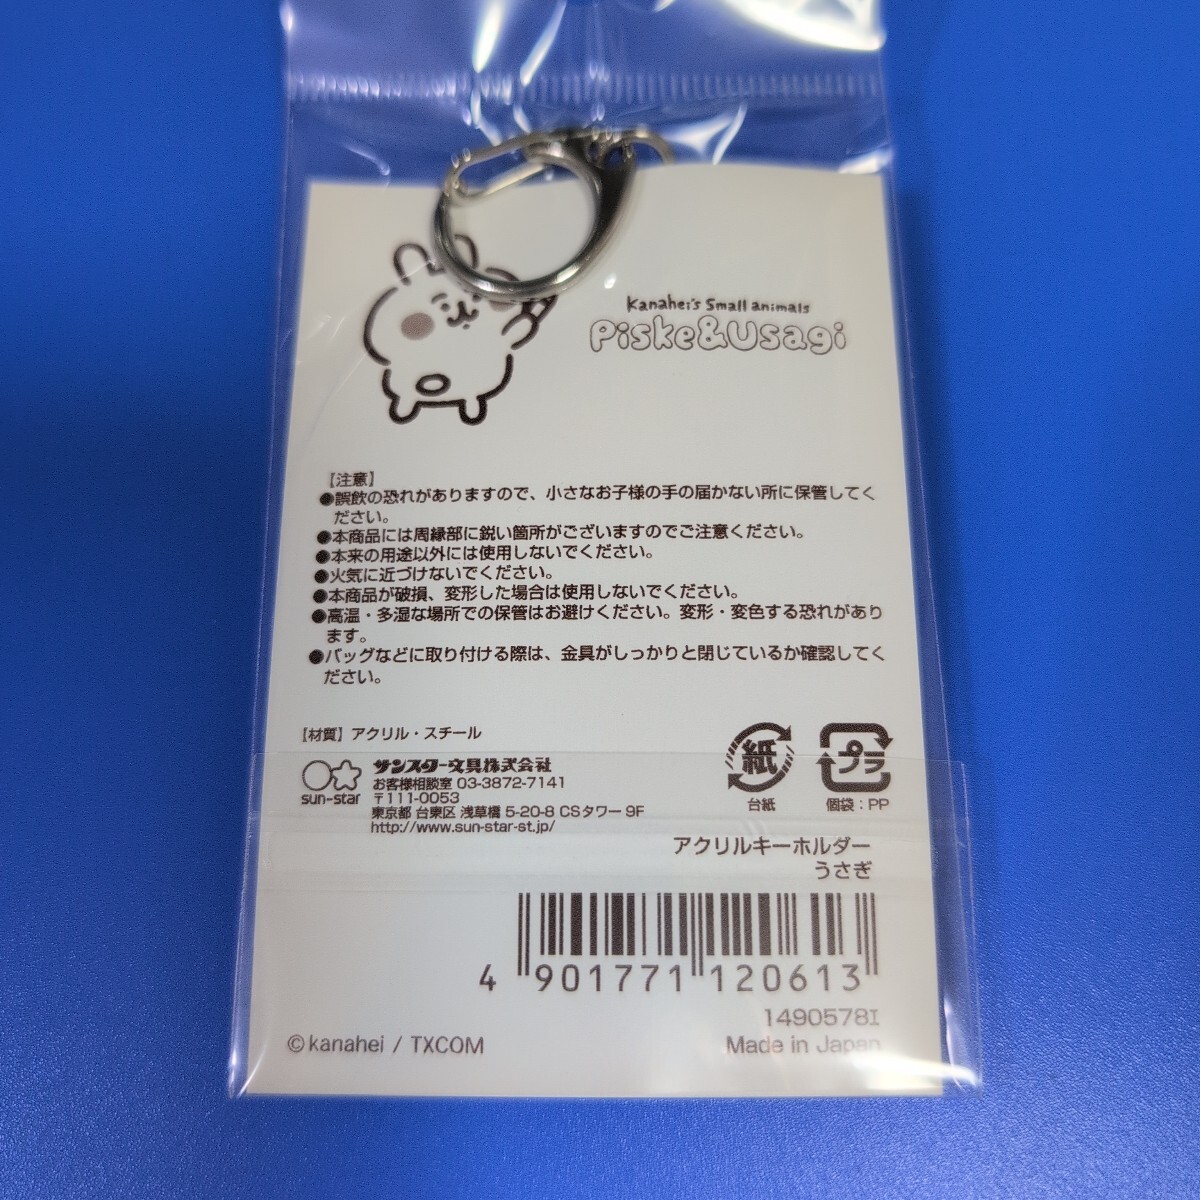 Kanahei's Small animals
Piske&Usagi
【注意】
●誤飲の恐れがありますので、小さなお子様の手の届かない所に保管してく
ださい。
●本商品には周縁部に鋭い箇所がございますのでご注意ください。
●本来の用途以外には使用しないでください。
●火気に近づけないでください。
●本商品が破損、変形した場合は使用しないでください。
●高温・多湿な場所での保管はお避けください。変形・変色する恐れがあり
ます。
●バッグなどに取り付ける際は、金具がしっかりと閉じているか確認してく
ださい。
【材質】アクリル・スチール
sun-star
サンスター文具株式会社
お客様相談室 03-3872-7141
〒111-0053
東京都 台東区 浅草橋 5-20-8 CSタワー 9F
http://www.sun-star-st.jp/
紙
台紙
プラ
個袋：PP
アクリルキーホルダー
うさぎ
4 901771 120613
1490578I
©kanahei / TXCOM
Made in Japan